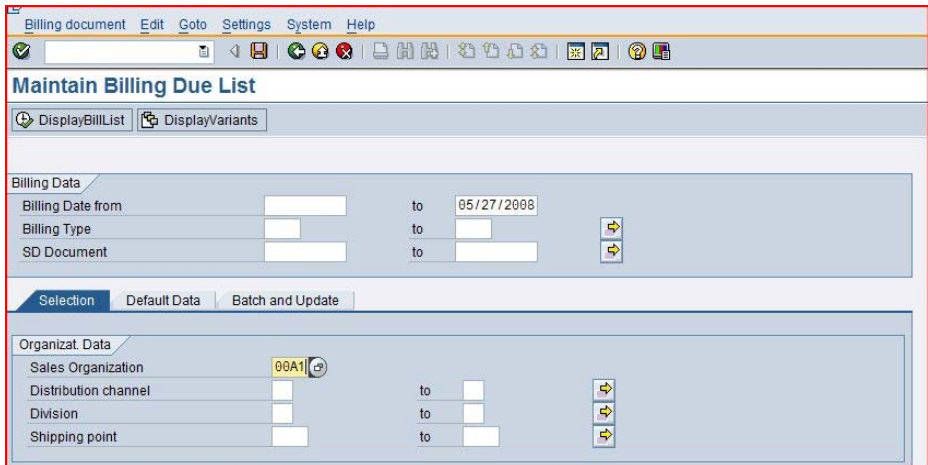 Billing document Edit Goto Settings System Help
Maintain Billing Due List
DisplayBillList DisplayVariants
Billing Data
Billing Date from to 05/27/2008
Billing Type to
SD Document to
Selection Default Data Batch and Update
Organizat. Data
Sales Organization 00A1
Distribution channel to
Division to
Shipping point to